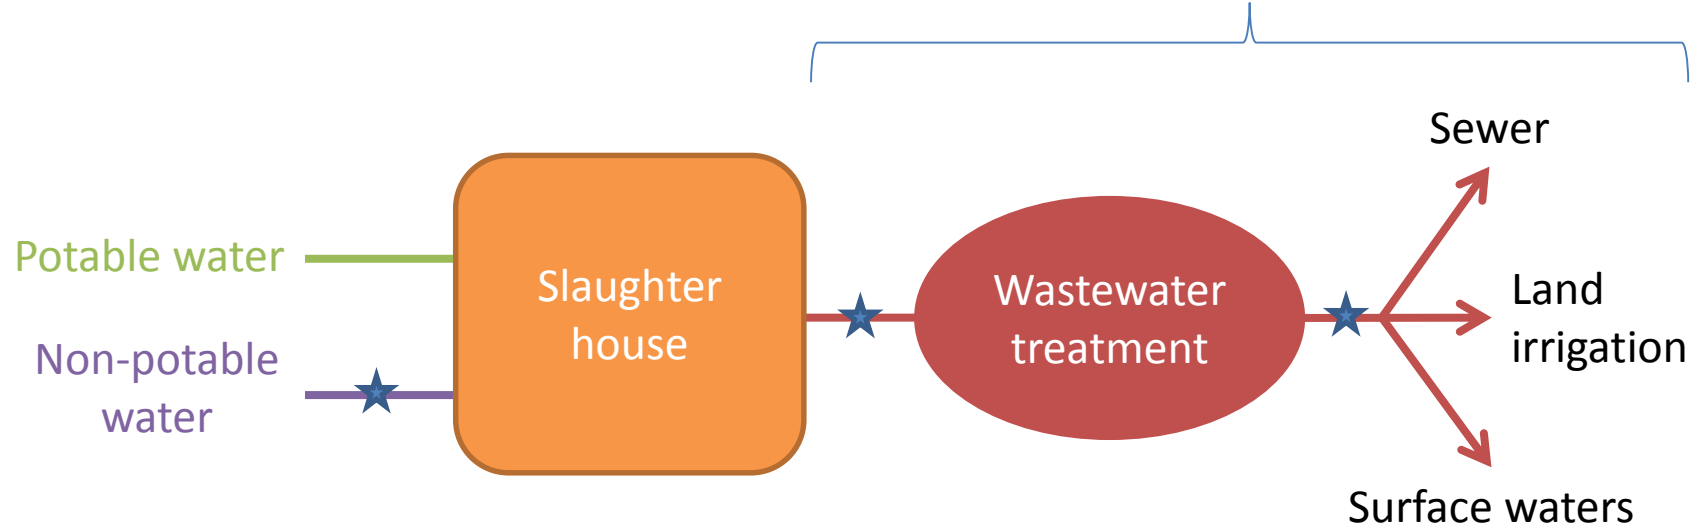 Potable water
Non-potable
water
Slaughter
house
Wastewater
treatment
Sewer
Land
irrigation
Surface waters